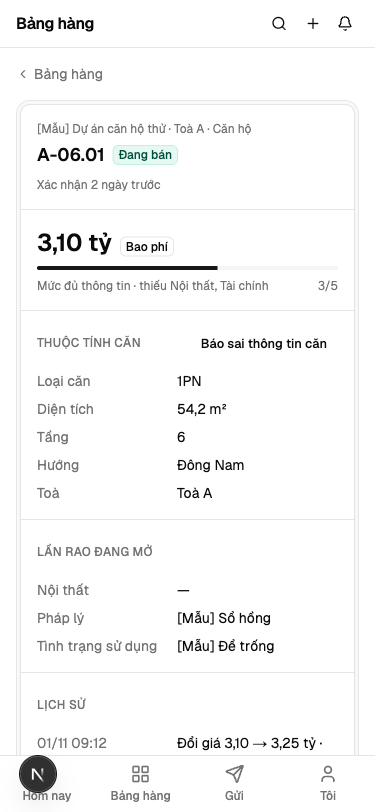 Bảng hàng
Bảng hàng
[Mẫu] Dự án căn hộ thử · Toà A · Căn hộ
A-06.01 Đang bán
Xác nhận 2 ngày trước
3,10 tỷ Bao phí
Mức đủ thông tin · thiếu Nội thất, Tài chính 3/5
THUỘC TÍNH CĂN Báo sai thông tin căn
Loại căn 1PN
Diện tích 54,2 m²
Tầng 6
Hướng Đông Nam
Toà Toà A
LẦN RAO ĐANG MỞ
Nội thất —
Pháp lý [Mẫu] Sổ hồng
Tình trạng sử dụng [Mẫu] Để trống
LỊCH SỬ
01/11 09:12 Đổi giá 3,10 → 3,25 tỷ ·
N
Hôm nay Bảng hàng Gửi Tôi